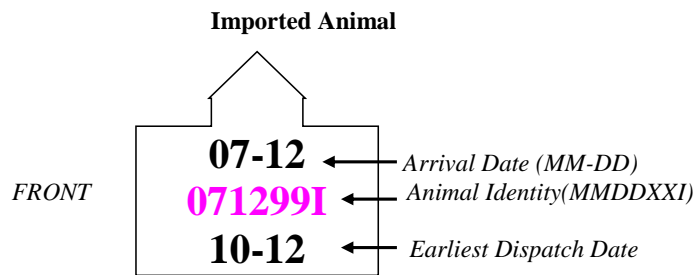 Imported Animal
07-12
Arrival Date (MM-DD)
FRONT
071299I
Animal Identity(MMDDXXI)
10-12
Earliest Dispatch Date